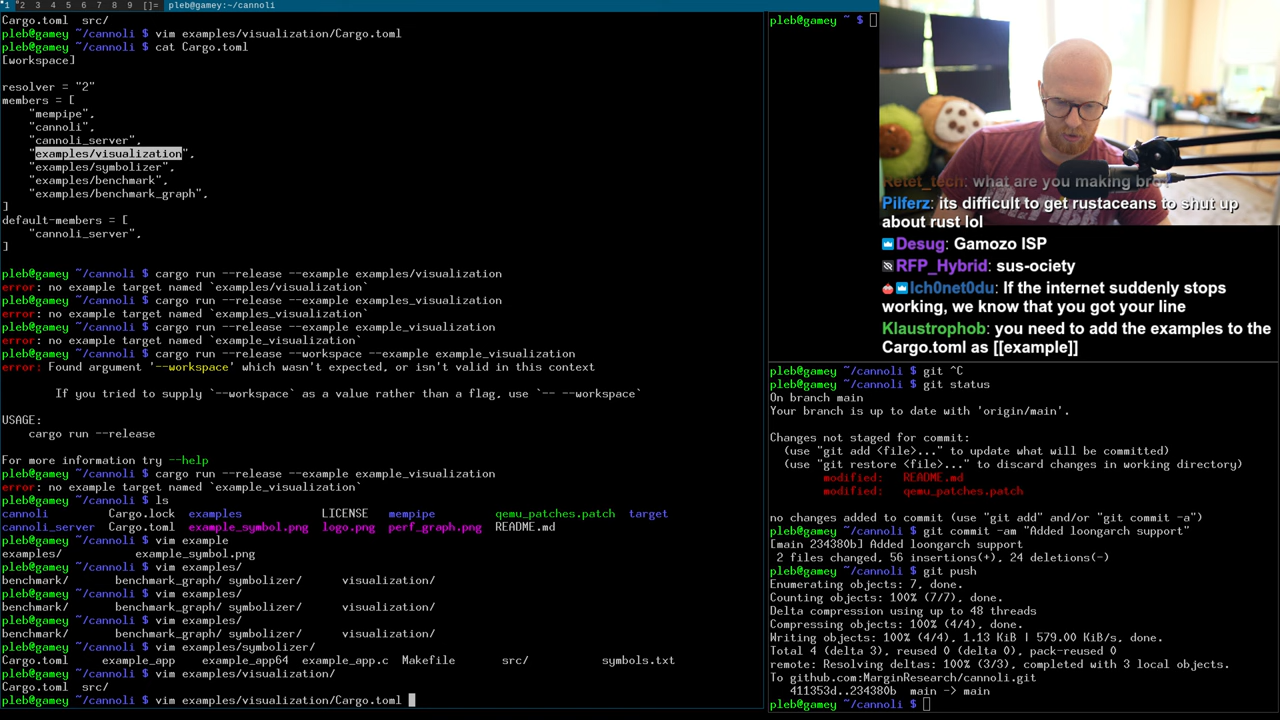 1 2 3 4 5 6 7 8 9 []= pleb@gamey:~/cannoli
Cargo.toml src/
pleb@gamey ~/cannoli $ vim examples/visualization/Cargo.toml
pleb@gamey ~/cannoli $ cat Cargo.toml
[workspace]
resolver = "2"
members = [
"mempipe",
"cannoli",
"cannoli_server",
"examples/visualization",
"examples/symbolizer",
"examples/benchmark",
"examples/benchmark_graph",
]
default-members = [
"cannoli_server",
]
pleb@gamey ~/cannoli $ cargo run --release --example examples/visualization
error: no example target named `examples/visualization`
pleb@gamey ~/cannoli $ cargo run --release --example examples_visualization
error: no example target named `examples_visualization`
pleb@gamey ~/cannoli $ cargo run --release --example example_visualization
error: no example target named `example_visualization`
pleb@gamey ~/cannoli $ cargo run --release --workspace --example example_visualization
error: Found argument '--workspace' which wasn't expected, or isn't valid in this context
If you tried to supply `--workspace` as a value rather than a flag, use `-- --workspace`
USAGE:
cargo run --release
For more information try --help
pleb@gamey ~/cannoli $ cargo run --release --example example_visualization
error: no example target named `example_visualization`
pleb@gamey ~/cannoli $ ls
cannoli Cargo.lock examples LICENSE mempipe qemu_patches.patch target
cannoli_server Cargo.toml example_symbol.png logo.png perf_graph.png README.md
pleb@gamey ~/cannoli $ vim example
examples/ example_symbol.png
pleb@gamey ~/cannoli $ vim examples/
benchmark/ benchmark_graph/ symbolizer/ visualization/
pleb@gamey ~/cannoli $ vim examples/
benchmark/ benchmark_graph/ symbolizer/ visualization/
pleb@gamey ~/cannoli $ vim examples/
benchmark/ benchmark_graph/ symbolizer/ visualization/
pleb@gamey ~/cannoli $ vim examples/symbolizer/
Cargo.toml example_app example_app64 example_app.c Makefile src/ symbols.txt
pleb@gamey ~/cannoli $ vim examples/visualization/
Cargo.toml src/
pleb@gamey ~/cannoli $ vim examples/visualization/Cargo.toml
pleb@gamey ~ $
Retet_tech: what are you making bro?
Pilferz: its difficult to get rustaceans to shut up
about rust lol
Desug: Gamozo ISP
RFP_Hybrid: sus-ociety
Ich0net0du: If the internet suddenly stops
working, we know that you got your line
Klaustrophob: you need to add the examples to the
Cargo.toml as [[example]]
pleb@gamey ~/cannoli $ git ^C
pleb@gamey ~/cannoli $ git status
On branch main
Your branch is up to date with 'origin/main'.
Changes not staged for commit:
(use "git add <file>..." to update what will be committed)
(use "git restore <file>..." to discard changes in working directory)
modified: README.md
modified: qemu_patches.patch
no changes added to commit (use "git add" and/or "git commit -a")
pleb@gamey ~/cannoli $ git commit -am "Added loongarch support"
[main 234380b] Added loongarch support
2 files changed, 56 insertions(+), 24 deletions(-)
pleb@gamey ~/cannoli $ git push
Enumerating objects: 7, done.
Counting objects: 100% (7/7), done.
Delta compression using up to 48 threads
Compressing objects: 100% (4/4), done.
Writing objects: 100% (4/4), 1.13 KiB | 579.00 KiB/s, done.
Total 4 (delta 3), reused 0 (delta 0), pack-reused 0
remote: Resolving deltas: 100% (3/3), completed with 3 local objects.
To github.com:MarginResearch/cannoli.git
411353d..234380b main -> main
pleb@gamey ~/cannoli $